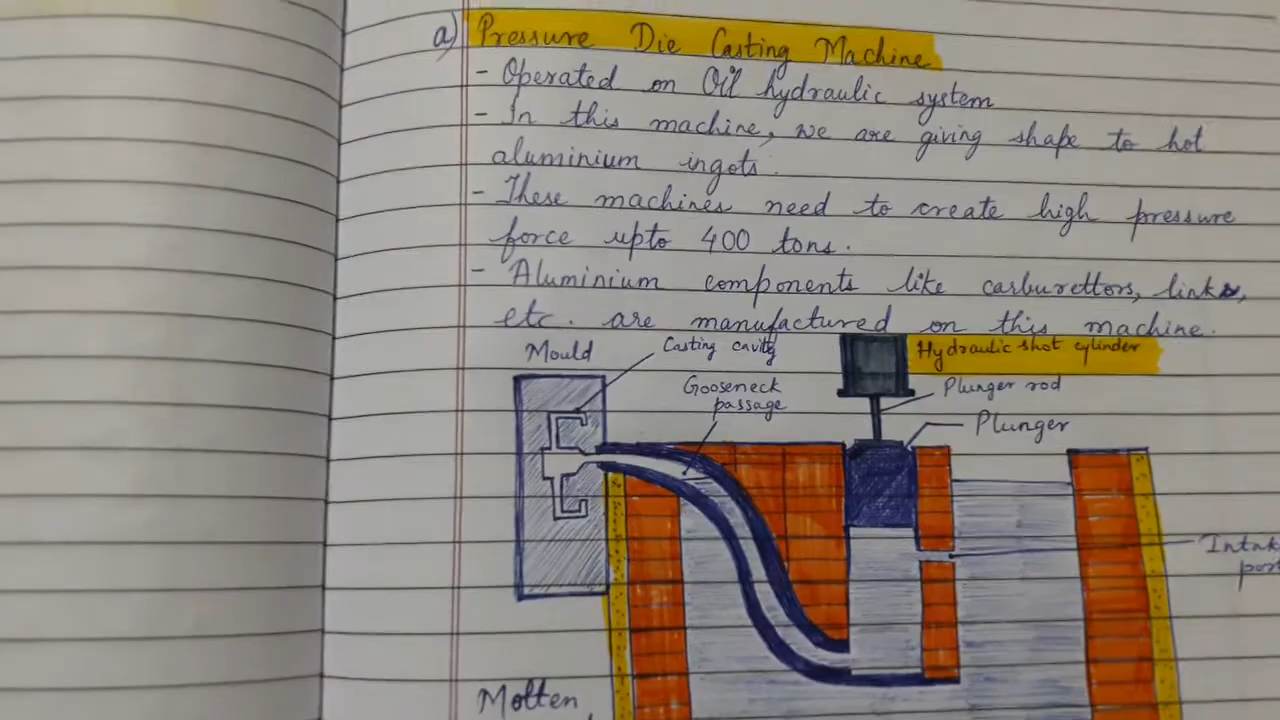 a) Pressure Die Casting Machine
- Operated on Oil hydraulic system
- In this machine, we are giving shape to hot
aluminium ingots.
- These machines need to create high pressure
force upto 400 tons.
- Aluminium components like carburettors, links,
etc. are manufactured on this machine.
Mould
Casting cavity
Hydraulic shot cylinder
Gooseneck
passage
Plunger rod
Plunger
Intak
por
Molten